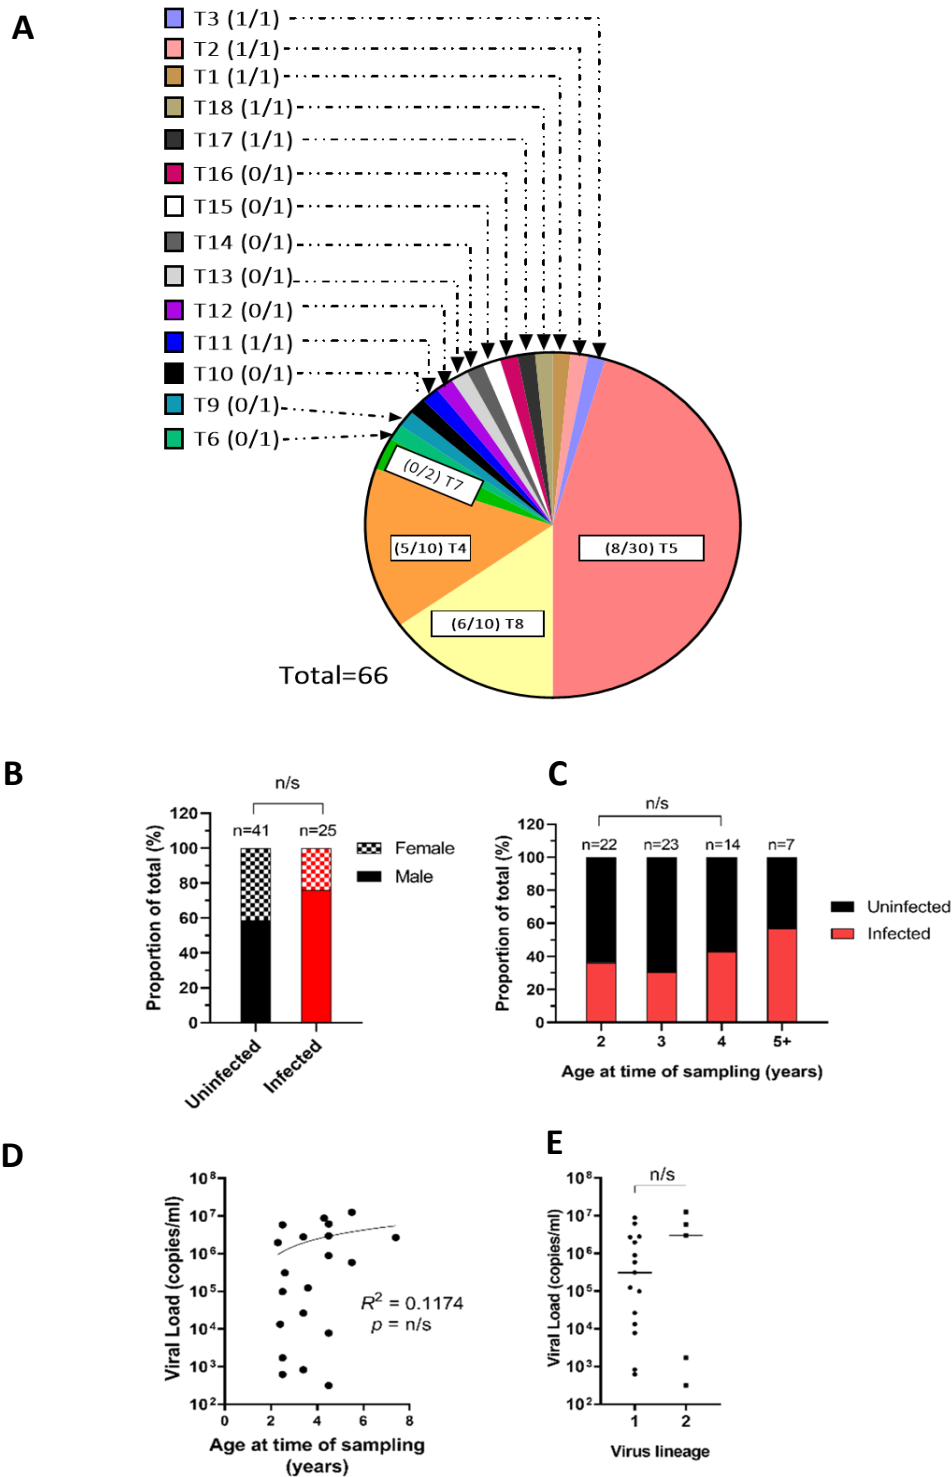 A
T3 (1/1)
T2 (1/1)
T1 (1/1)
T18 (1/1)
T17 (1/1)
T16 (0/1)
T15 (0/1)
T14 (0/1)
T13 (0/1)
T12 (0/1)
T11 (1/1)
T10 (0/1)
T9 (0/1)
T6 (0/1)
(0/2) T7
(5/10) T4
(8/30) T5
(6/10) T8
Total=66
B
n/s
n=41 n=25
Female
Male
Proportion of total (%)
120
100
80
60
40
20
0
Uninfected
Infected
C
n/s
n=22 n=23 n=14 n=7
Uninfected
Infected
Proportion of total (%)
120
100
80
60
40
20
0
2 3 4 5+
Age at time of sampling (years)
D
Viral Load (copies/ml)
10⁸
10⁷
10⁶
10⁵
10⁴
10³
10²
R² = 0.1174
p = n/s
0 2 4 6 8
Age at time of sampling
(years)
E
n/s
Viral Load (copies/ml)
10⁸
10⁷
10⁶
10⁵
10⁴
10³
10²
1 2
Virus lineage